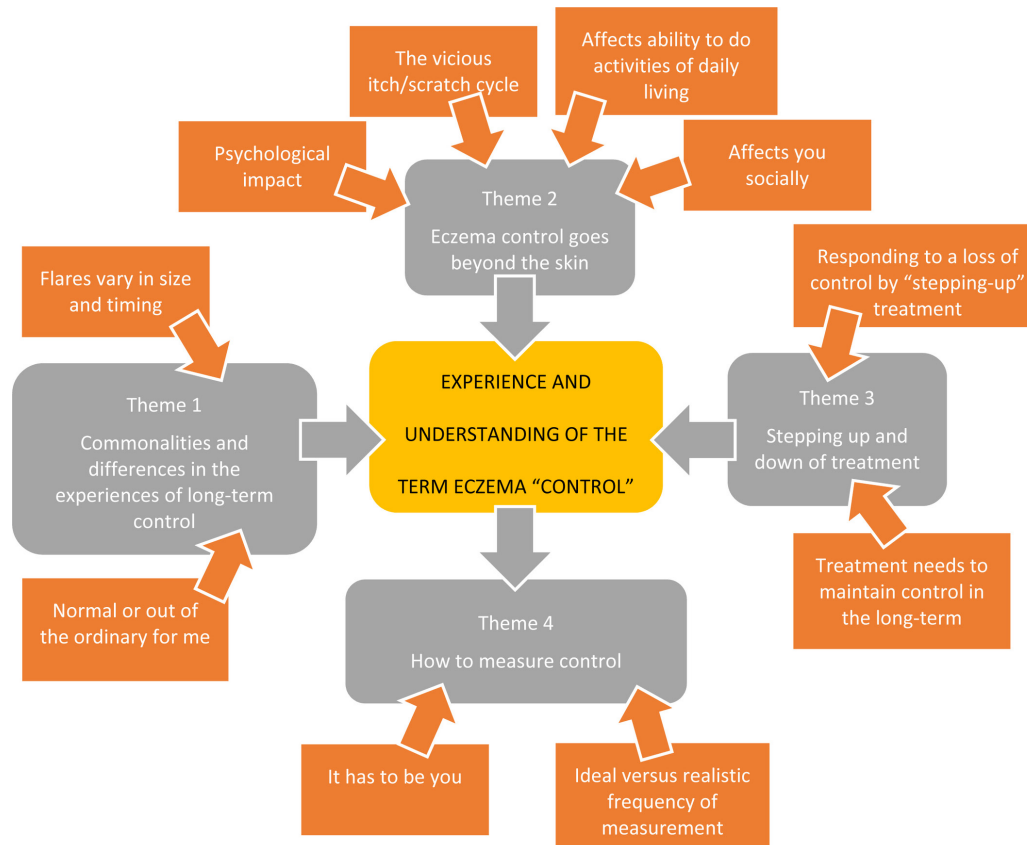 The vicious
itch/scratch cycle
Affects ability to do
activities of daily
living
Psychological
impact
Affects you
socially
Theme 2
Eczema control goes
beyond the skin
Flares vary in size
and timing
Responding to a loss of
control by “stepping-up”
treatment
Theme 1
Commonalities and
differences in the
experiences of long-term
control
EXPERIENCE AND
UNDERSTANDING OF THE
TERM ECZEMA “CONTROL”
Theme 3
Stepping up and
down of treatment
Normal or out of
the ordinary for me
Treatment needs to
maintain control in
the long-term
Theme 4
How to measure control
It has to be you
Ideal versus realistic
frequency of
measurement